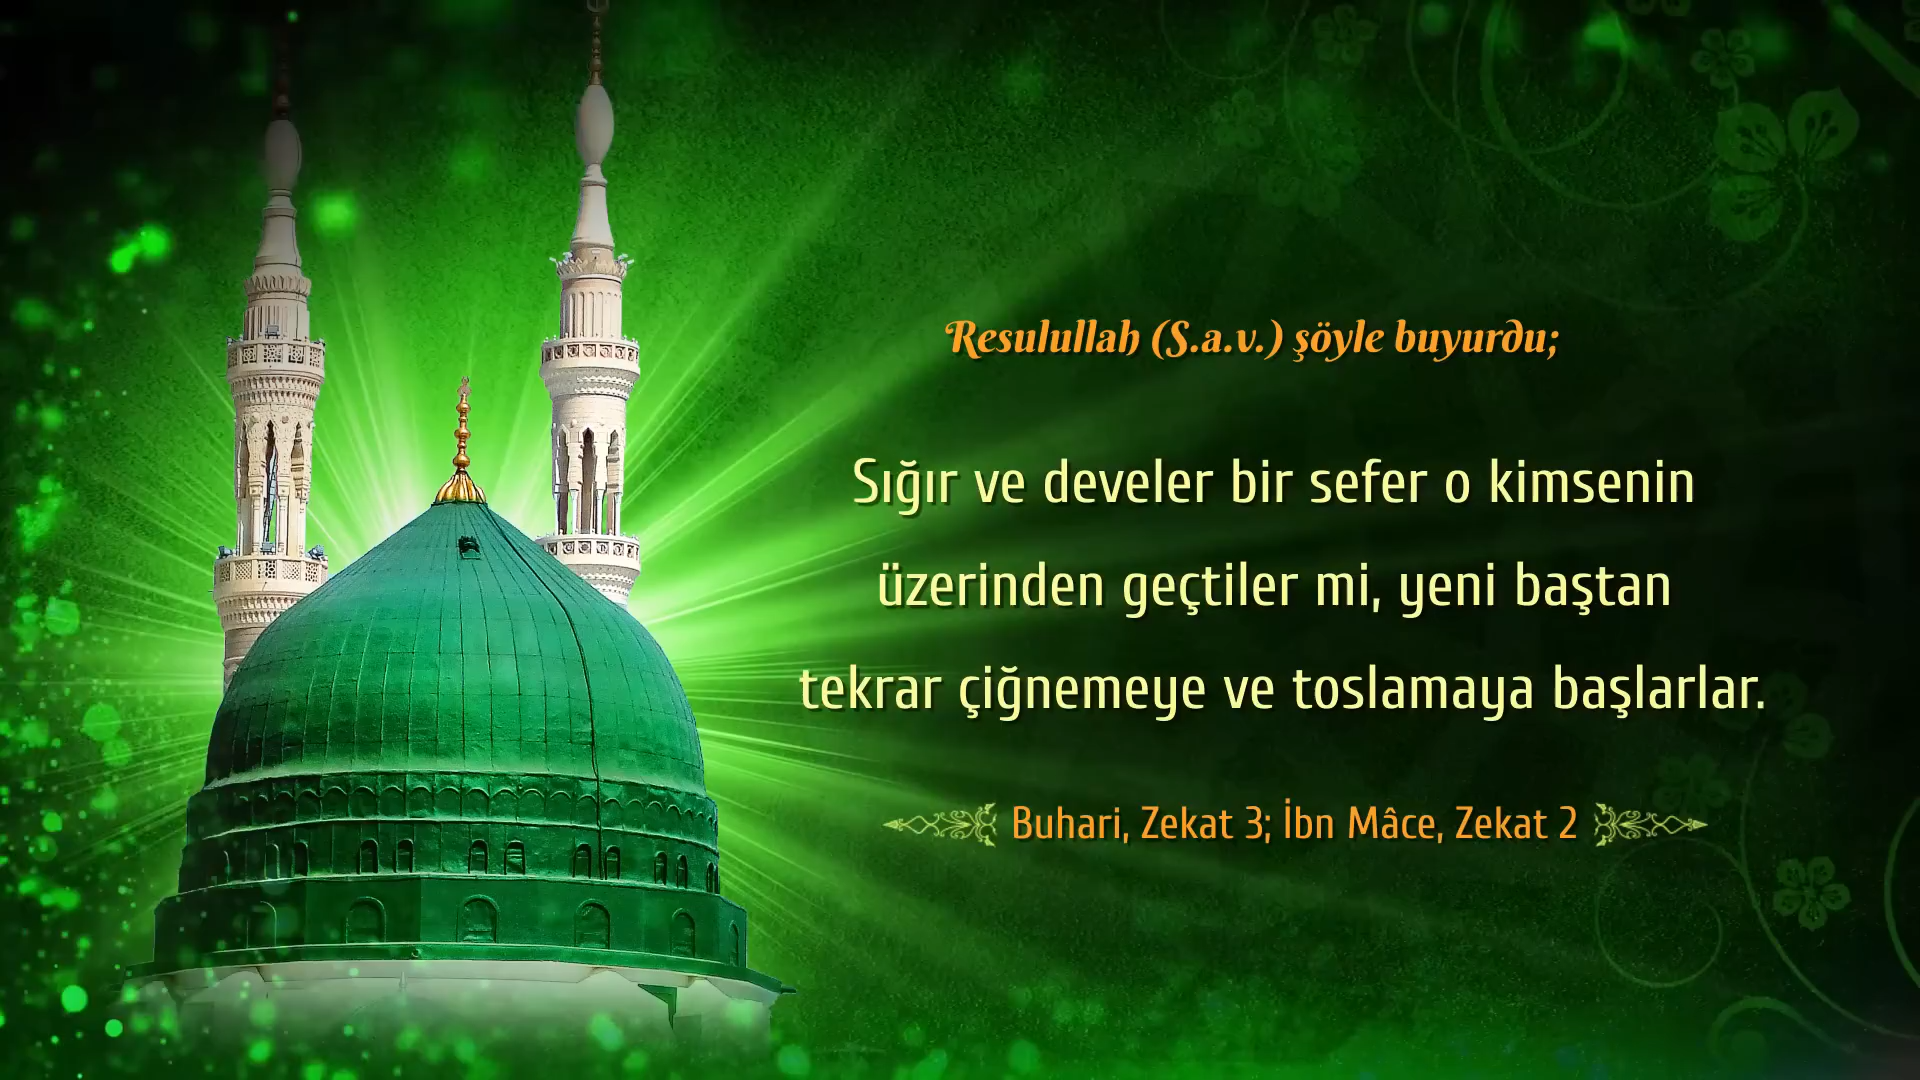 Resulullah (S.a.v.) şöyle buyurdu;
Sığır ve develer bir sefer o kimsenin
üzerinden geçtiler mi, yeni baştan
tekrar çiğnemeye ve toslamaya başlarlar.
Buhari, Zekat 3; İbn Mâce, Zekat 2